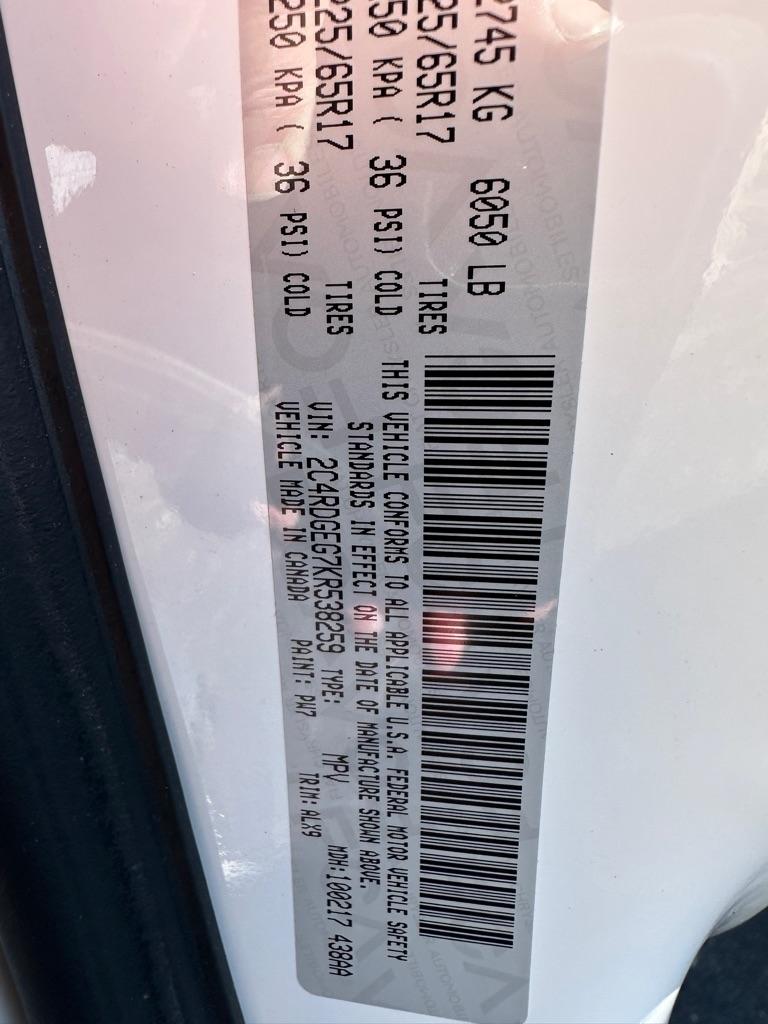 2745 KG 6050 LB
25/65R17 TIRES
250 KPA ( 36 PSI) COLD
225/65R17 TIRES
250 KPA ( 36 PSI) COLD
THIS VEHICLE CONFORMS TO ALL APPLICABLE U.S.A. FEDERAL MOTOR VEHICLE SAFETY
STANDARDS IN EFFECT ON THE DATE OF MANUFACTURE SHOWN ABOVE.
VIN: 2C4RDGEG7KR538259 TYPE: MPV MDH:100217 438AA
VEHICLE MADE IN CANADA PAINT: PW7 TRIM:ALX9